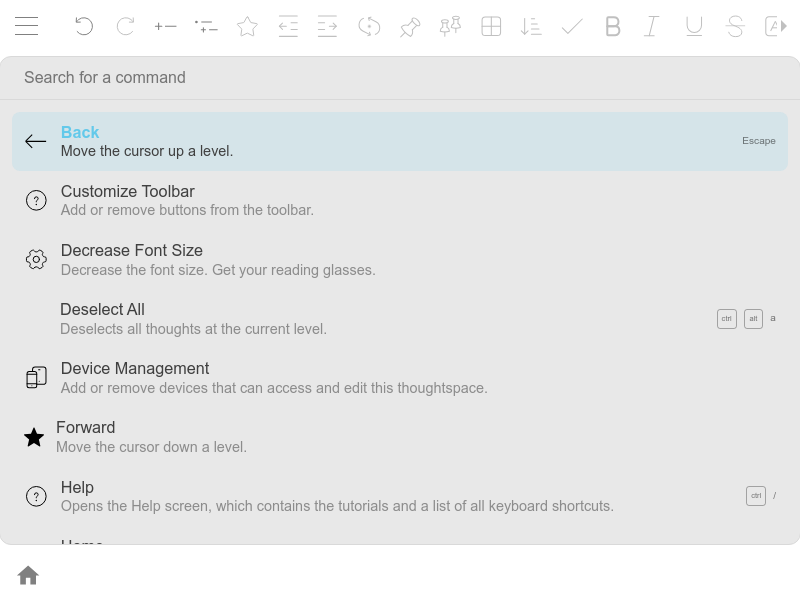 B I U S A
Search for a command
Back
Move the cursor up a level.
Escape
Customize Toolbar
Add or remove buttons from the toolbar.
Decrease Font Size
Decrease the font size. Get your reading glasses.
Deselect All
Deselects all thoughts at the current level.
ctrl alt a
Device Management
Add or remove devices that can access and edit this thoughtspace.
Forward
Move the cursor down a level.
Help
Opens the Help screen, which contains the tutorials and a list of all keyboard shortcuts.
ctrl /
Home